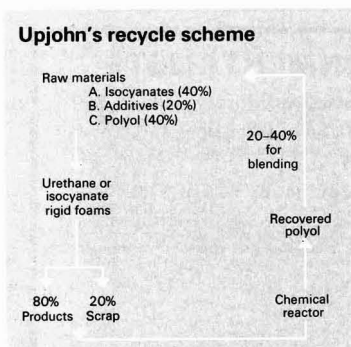 Upjohn's recycle scheme
Raw materials
A. Isocyanates (40%)
B. Additives (20%)
C. Polyol (40%)
20–40%
for
blending
Urethane or
isocyanate
rigid foams
Recovered
polyol
80%
Products
20%
Scrap
Chemical
reactor